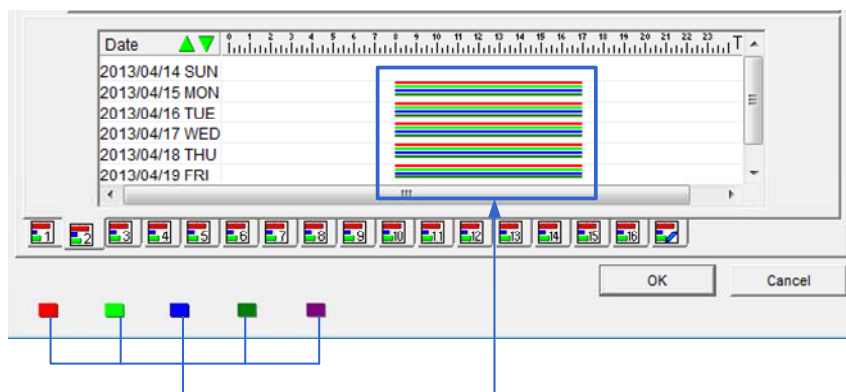 Date 0 1 2 3 4 5 6 7 8 9 10 11 12 13 14 15 16 17 18 19 20 21 22 23 T
2013/04/14 SUN
2013/04/15 MON
2013/04/16 TUE
2013/04/17 WED
2013/04/18 THU
2013/04/19 FRI
1 2 3 4 5 6 7 8 9 10 11 12 13 14 15 16
OK Cancel